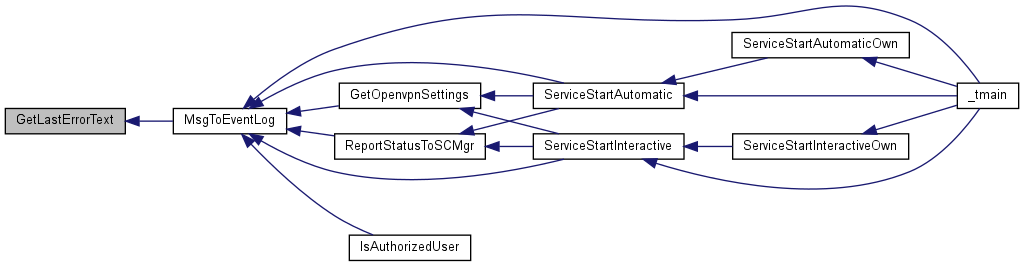 GetLastErrorText
MsgToEventLog
GetOpenvpnSettings
ReportStatusToSCMgr
IsAuthorizedUser
ServiceStartAutomatic
ServiceStartInteractive
ServiceStartAutomaticOwn
ServiceStartInteractiveOwn
_tmain